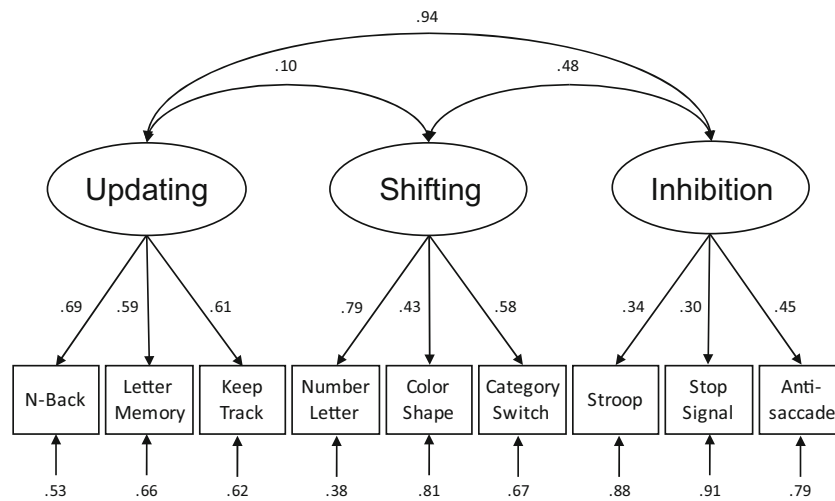 .94
.10
.48
Updating
Shifting
Inhibition
.69
.59
.61
.79
.43
.58
.34
.30
.45
N-Back
Letter
Memory
Keep
Track
Number
Letter
Color
Shape
Category
Switch
Stroop
Stop
Signal
Anti-
saccade
.53
.66
.62
.38
.81
.67
.88
.91
.79